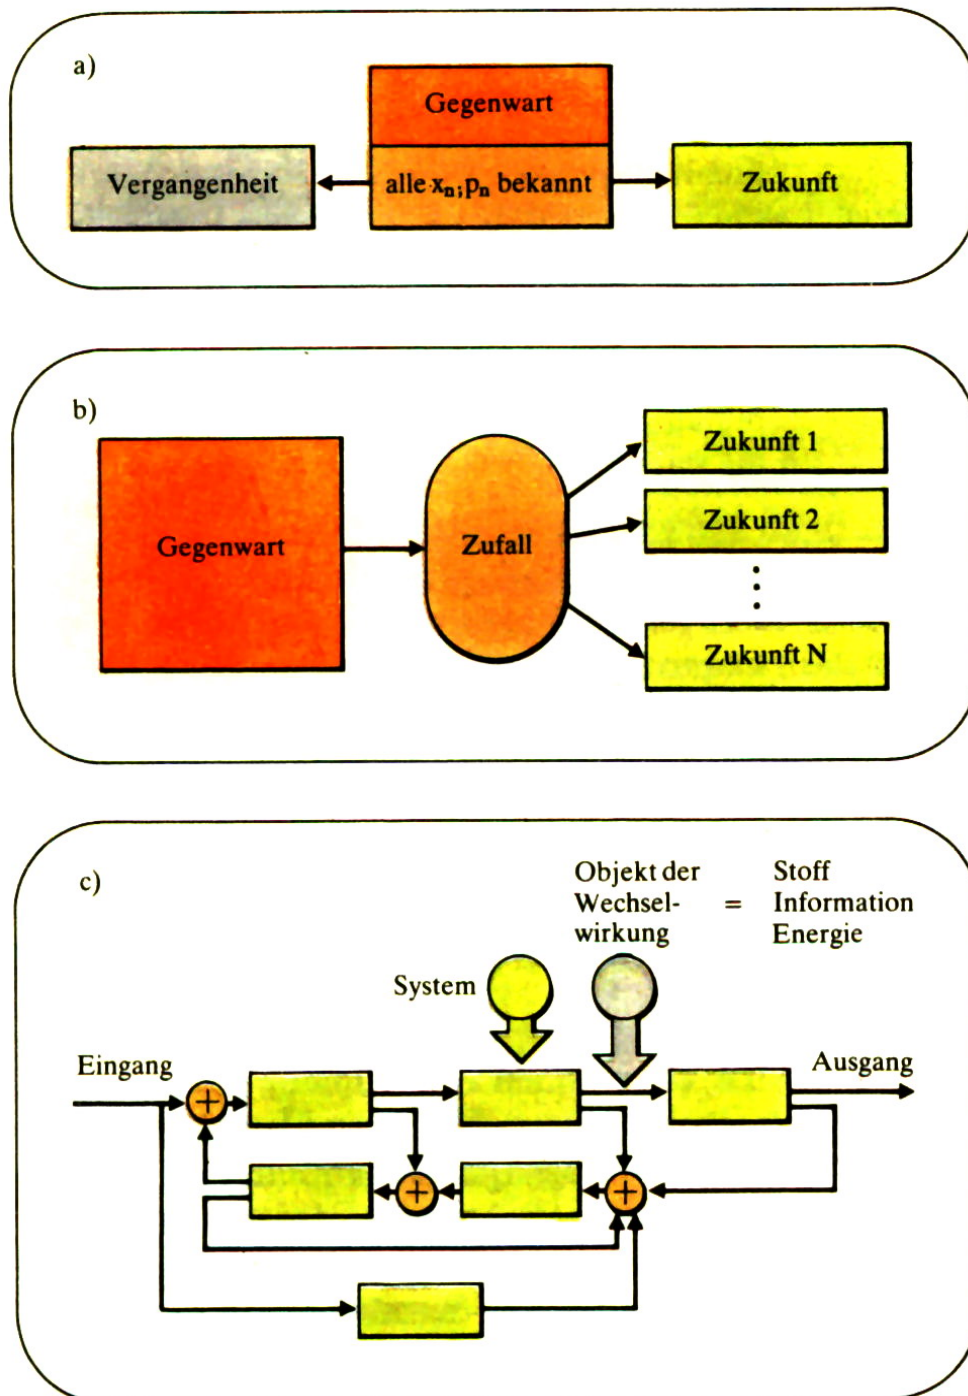 a)
Gegenwart
Vergangenheit
alle xₙ; pₙ bekannt
Zukunft
b)
Gegenwart
Zufall
Zukunft 1
Zukunft 2
Zukunft N
c)
Objekt der
Wechsel-
wirkung
=
Stoff
Information
Energie
System
Eingang
Ausgang
+
+
+